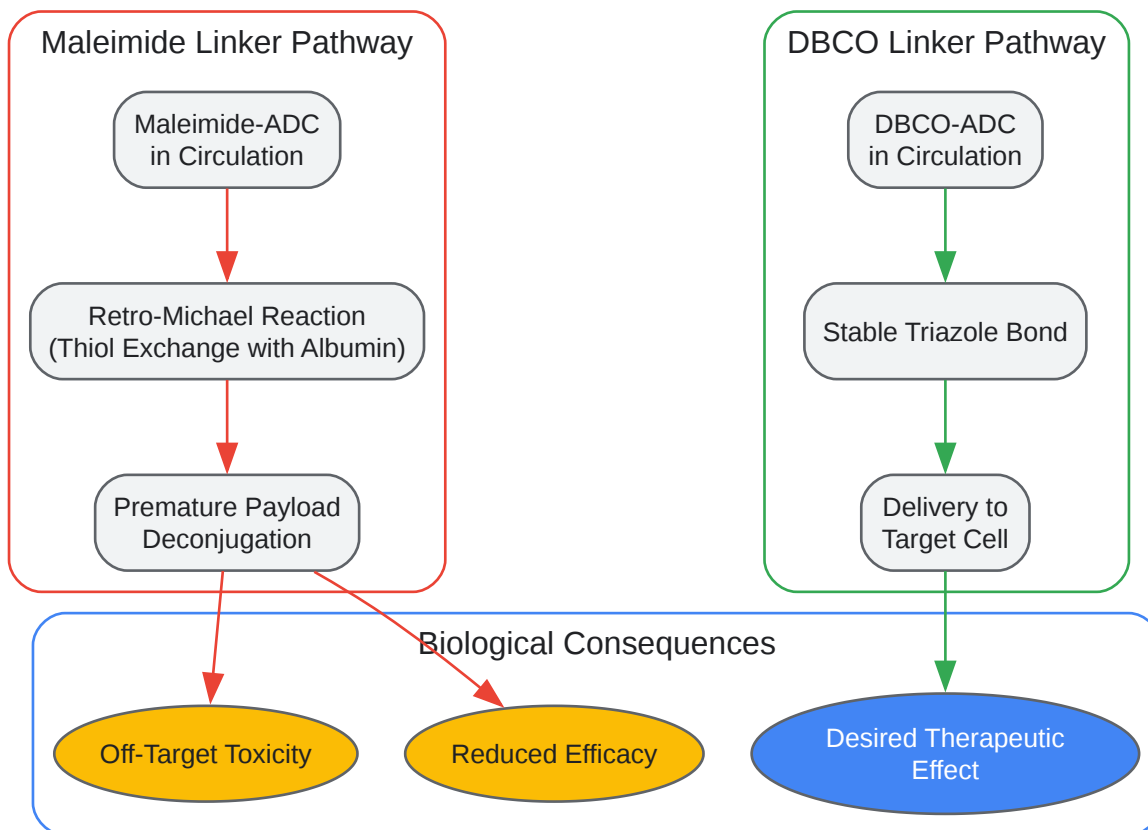 Maleimide Linker Pathway
Maleimide-ADC
in Circulation
Retro-Michael Reaction
(Thiol Exchange with Albumin)
Premature Payload
Deconjugation
DBCO Linker Pathway
DBCO-ADC
in Circulation
Stable Triazole Bond
Delivery to
Target Cell
Biological Consequences
Off-Target Toxicity
Reduced Efficacy
Desired Therapeutic
Effect